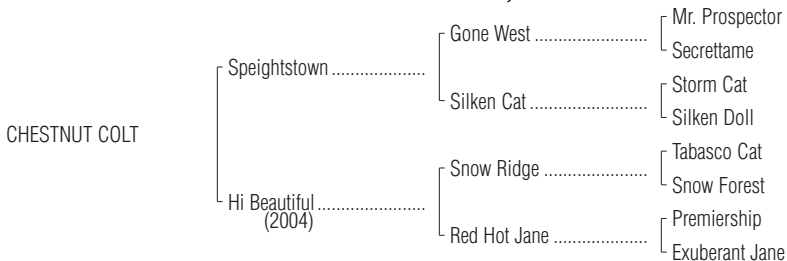 Mr. Prospector
Gone West ......................
Secrettame
Speightstown ...................
Storm Cat
Silken Cat .......................
Silken Doll
CHESTNUT COLT
Tabasco Cat
Snow Ridge ....................
Snow Forest
Hi Beautiful .....................
(2004)
Premiership
Red Hot Jane ..................
Exuberant Jane